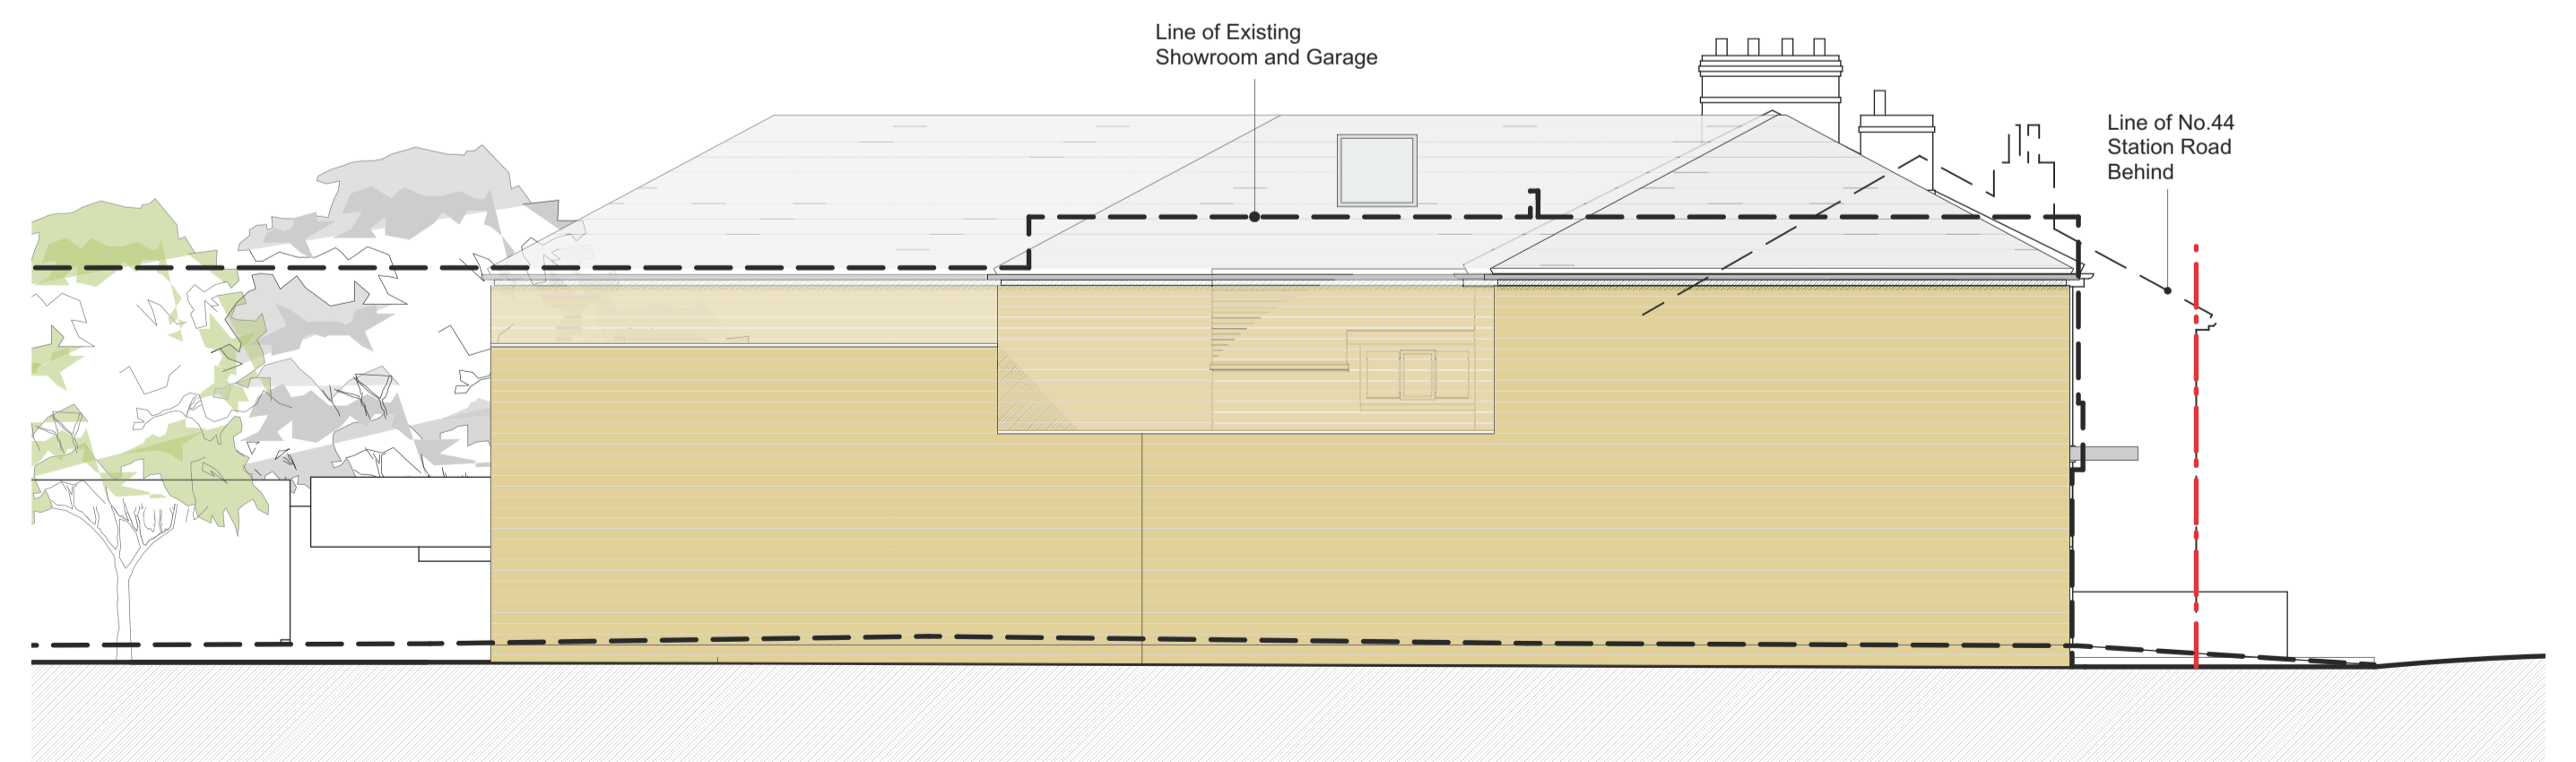 Line of Existing
Showroom and Garage
Line of No.44
Station Road
Behind